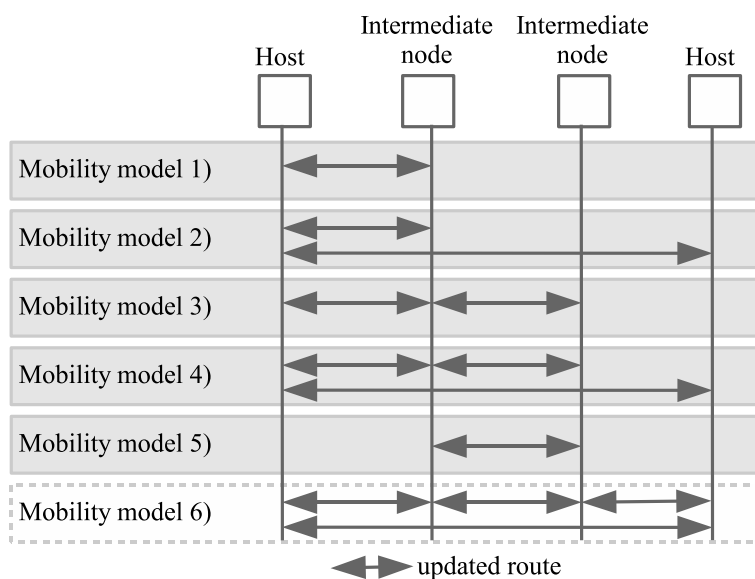 Host
Intermediate
node
Intermediate
node
Host
Mobility model 1)
Mobility model 2)
Mobility model 3)
Mobility model 4)
Mobility model 5)
Mobility model 6)
updated route